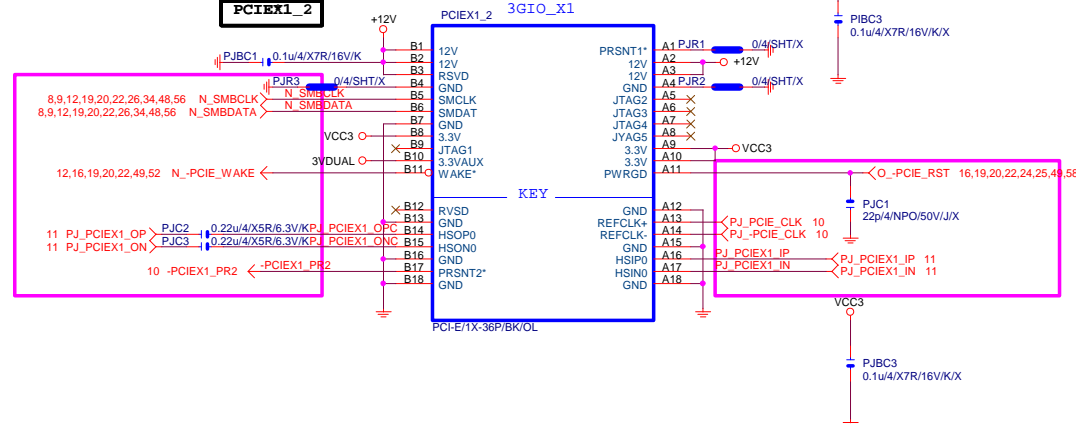 PCIEX1_2
+12V
PCIEX1_2
3GIO_X1
PIBC3
0.1u/4/X7R/16V/K/X
PJBC1 0.1u/4/X7R/16V/K
B1 12V PRSNT1* A1 PJR1 0/4/SHT/X
B2 12V 12V A2 +12V
B3 RSVD 12V A3
PJR3 0/4/SHT/X B4 GND GND A4 PJR2 0/4/SHT/X
8,9,12,19,20,22,26,34,48,56 N_SMBCLK N_SMBCLK B5 SMCLK JTAG2 A5
8,9,12,19,20,22,26,34,48,56 N_SMBDATA N_SMBDATA B6 SMDAT JTAG3 A6
B7 GND JTAG4 A7
VCC3 B8 3.3V JYAG5 A8
B9 JTAG1 3.3V A9 VCC3
3VDUAL B10 3.3VAUX 3.3V A10
12,16,19,20,22,49,52 N_-PCIE_WAKE B11 WAKE* PWRGD A11 O_-PCIE_RST 16,19,20,22,24,25,49,58
KEY
B12 RVSD GND A12
PJC1
22p/4/NPO/50V/J/X
B13 GND REFCLK+ A13 PJ_PCIE_CLK 10
11 PJ_PCIEX1_OP PJC2 0.22u/4/X5R/6.3V/K PJ_PCIEX1_OPC B14 HSOP0 REFCLK- A14 PJ_-PCIE_CLK 10
11 PJ_PCIEX1_ON PJC3 0.22u/4/X5R/6.3V/K PJ_PCIEX1_ONC B15 HSON0 GND A15
B16 GND HSIP0 A16 PJ_PCIEX1_IP PJ_PCIEX1_IP 11
10 -PCIEX1_PR2 -PCIEX1_PR2 B17 PRSNT2* HSIN0 A17 PJ_PCIEX1_IN PJ_PCIEX1_IN 11
B18 GND GND A18
VCC3
PCI-E/1X-36P/BK/OL
PJBC3
0.1u/4/X7R/16V/K/X